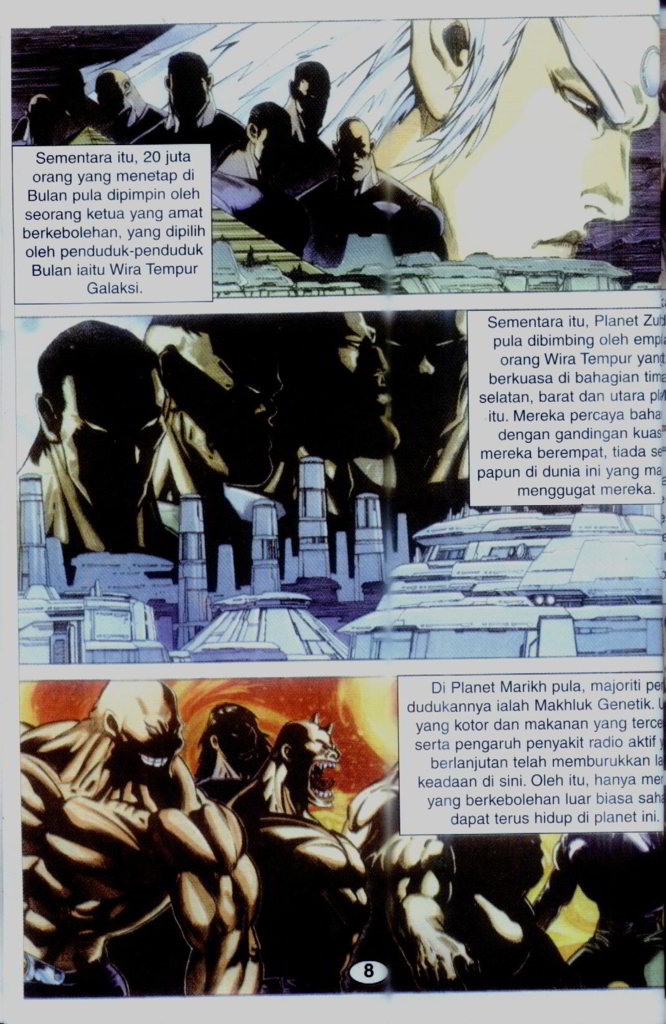 Sementara itu, 20 juta
orang yang menetap di
Bulan pula dipimpin oleh
seorang ketua yang amat
berkebolehan, yang dipilih
oleh penduduk-penduduk
Bulan iaitu Wira Tempur
Galaksi.
Sementara itu, Planet
pula dibimbing oleh
orang Wira Tempur
berkuasa di bahagian
selatan, barat dan utara
itu. Mereka percaya
dengan gandingan
mereka berempat, tiada
papun di dunia ini yang
menggugat mereka.
Di Planet Marikh pula, majoriti
dudukannya ialah Makhluk Genetik.
yang kotor dan makanan yang
serta pengaruh penyakit radio aktif
berlanjutan telah memburukkan
keadaan di sini. Oleh itu, hanya
yang berkebolehan luar biasa
dapat terus hidup di planet ini.
8